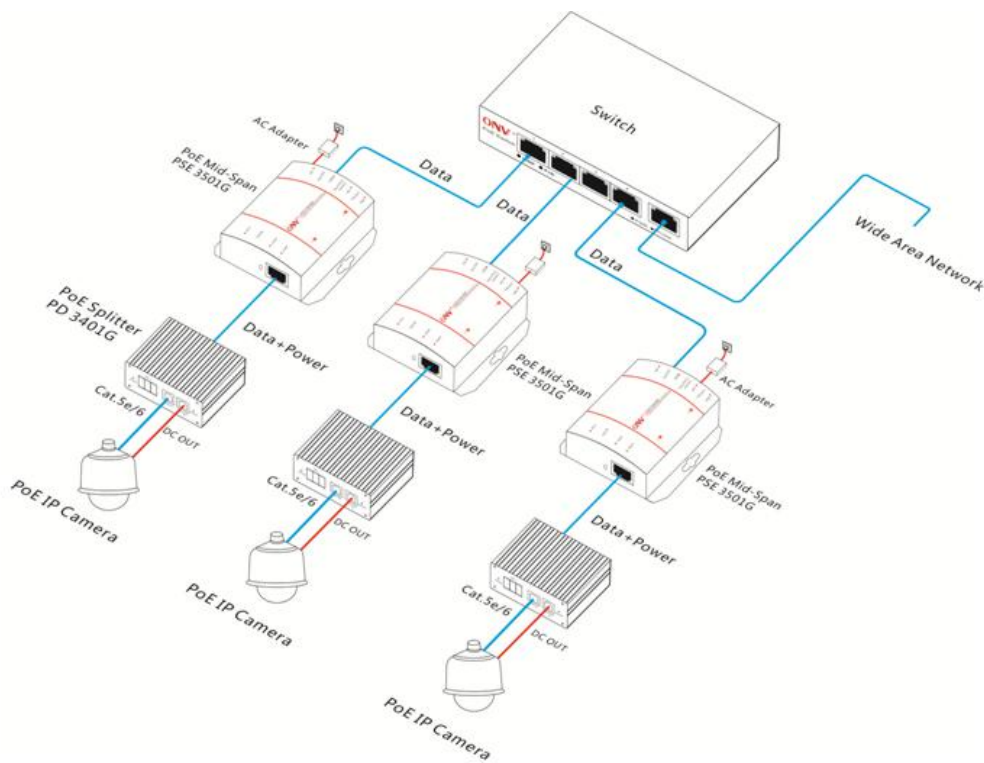 Switch
ONV
AC Adapter
PoE Mid-Span
PSE 3501G
Data
Data
Data
Wide Area Network
ONV
PoE Splitter
PD 3401G
Data+Power
ONV
PoE Mid-Span
PSE 3501G
AC Adapter
Cat.5e/6
DC OUT
Data+Power
ONV
PoE Mid-Span
PSE 3501G
PoE IP Camera
Cat.5e/6
DC OUT
Data+Power
PoE IP Camera
Cat.5e/6
DC OUT
PoE IP Camera